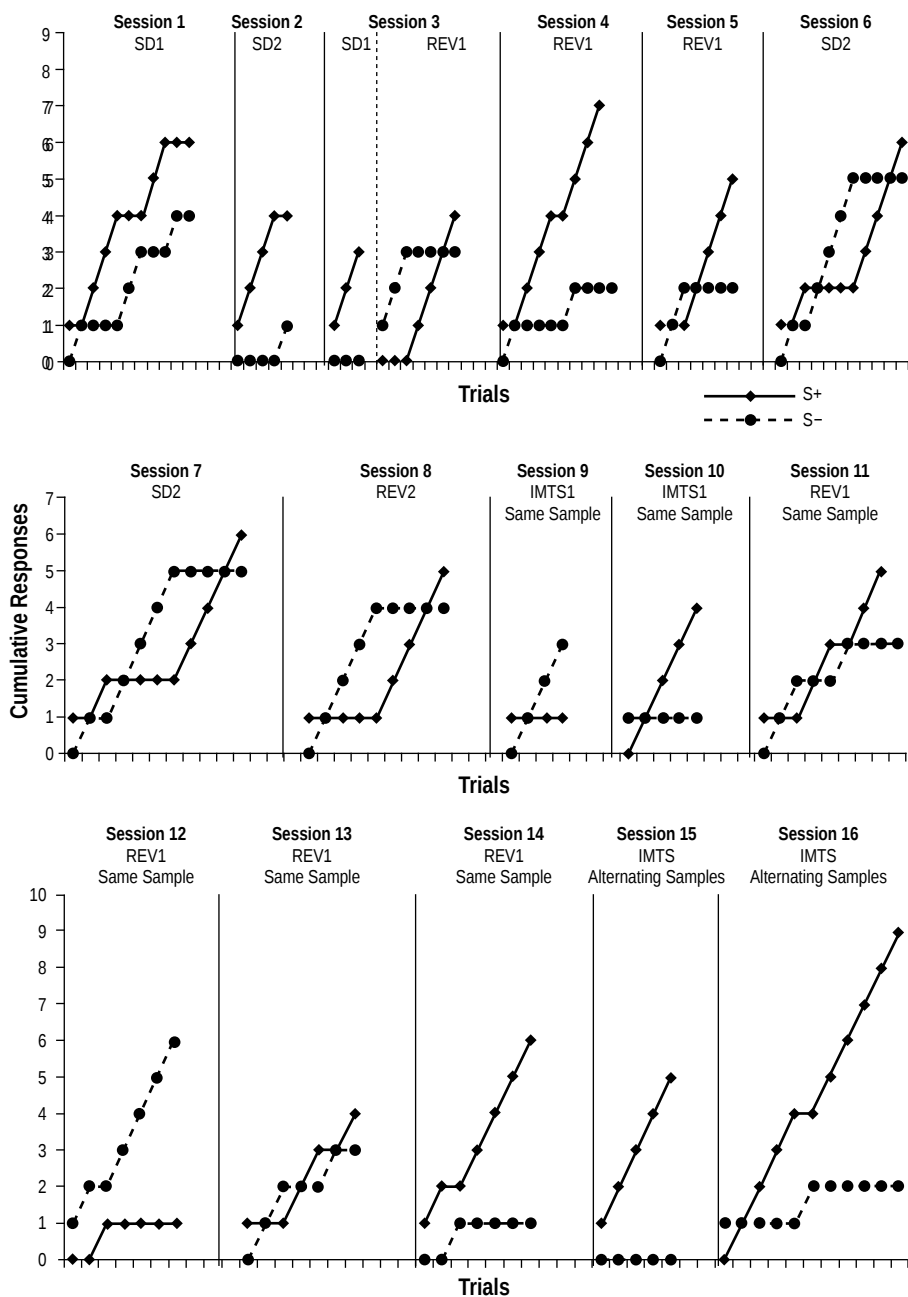 Session 1 Session 2 Session 3 Session 4 Session 5 Session 6
SD1 SD2 SD1 REV1 REV1 REV1 SD2
9
8
7
6
5
4
3
2
1
0
Trials
S+
S−
Session 7 Session 8 Session 9 Session 10 Session 11
SD2 REV2 IMTS1 IMTS1 REV1
Same Sample Same Sample Same Sample
7
6
5
4
3
2
1
0
Cumulative Responses
Trials
Session 12 Session 13 Session 14 Session 15 Session 16
REV1 REV1 REV1 IMTS IMTS
Same Sample Same Sample Same Sample Alternating Samples Alternating Samples
10
9
8
7
6
5
4
3
2
1
0
Trials